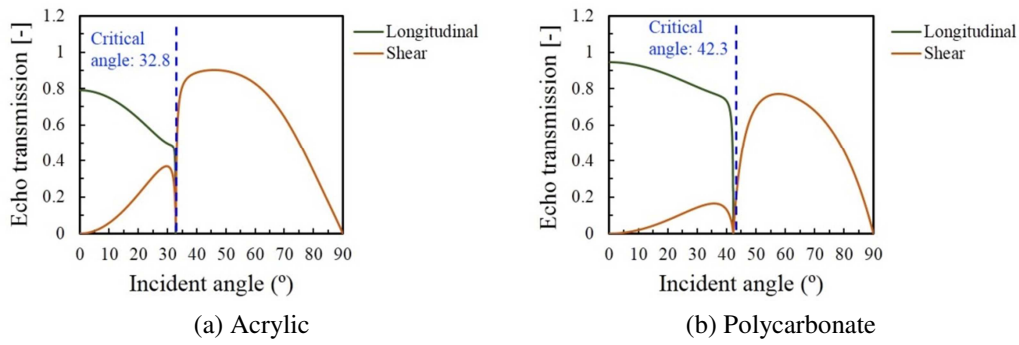 1.2
1
0.8
0.6
0.4
0.2
0
Echo transmission [-]
Critical
angle: 32.8
Longitudinal
Shear
0 10 20 30 40 50 60 70 80 90
Incident angle (º)
(a) Acrylic
1.2
1
0.8
0.6
0.4
0.2
0
Echo transmission [-]
Critical
angle: 42.3
Longitudinal
Shear
0 10 20 30 40 50 60 70 80 90
Incident angle (º)
(b) Polycarbonate